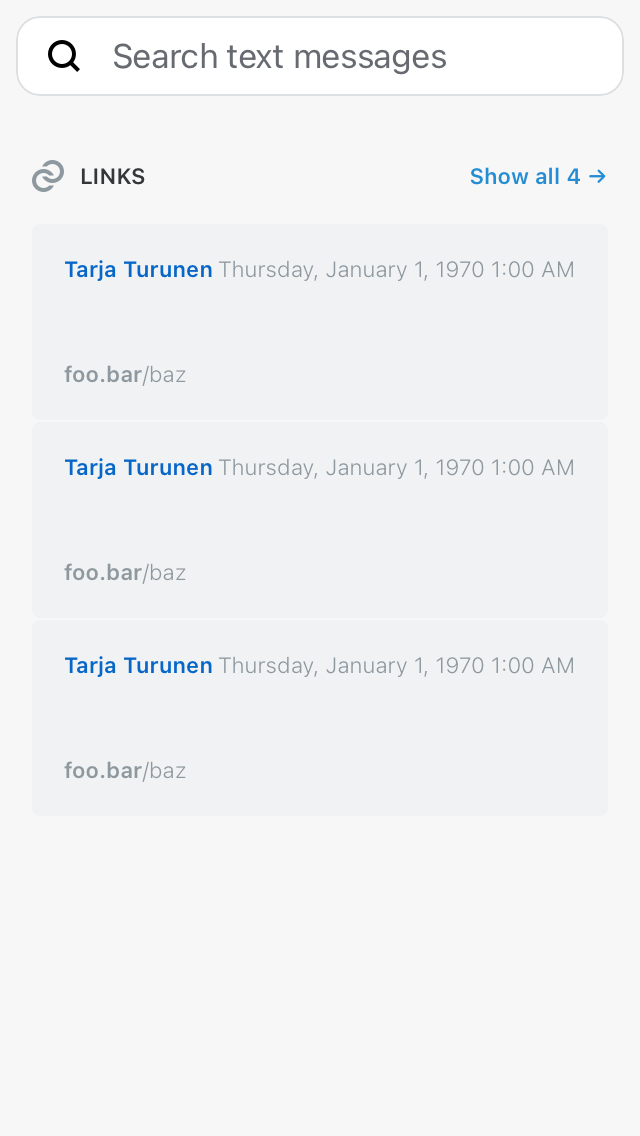 Search text messages
LINKS
Show all 4 →
Tarja Turunen Thursday, January 1, 1970 1:00 AM
foo.bar/baz
Tarja Turunen Thursday, January 1, 1970 1:00 AM
foo.bar/baz
Tarja Turunen Thursday, January 1, 1970 1:00 AM
foo.bar/baz